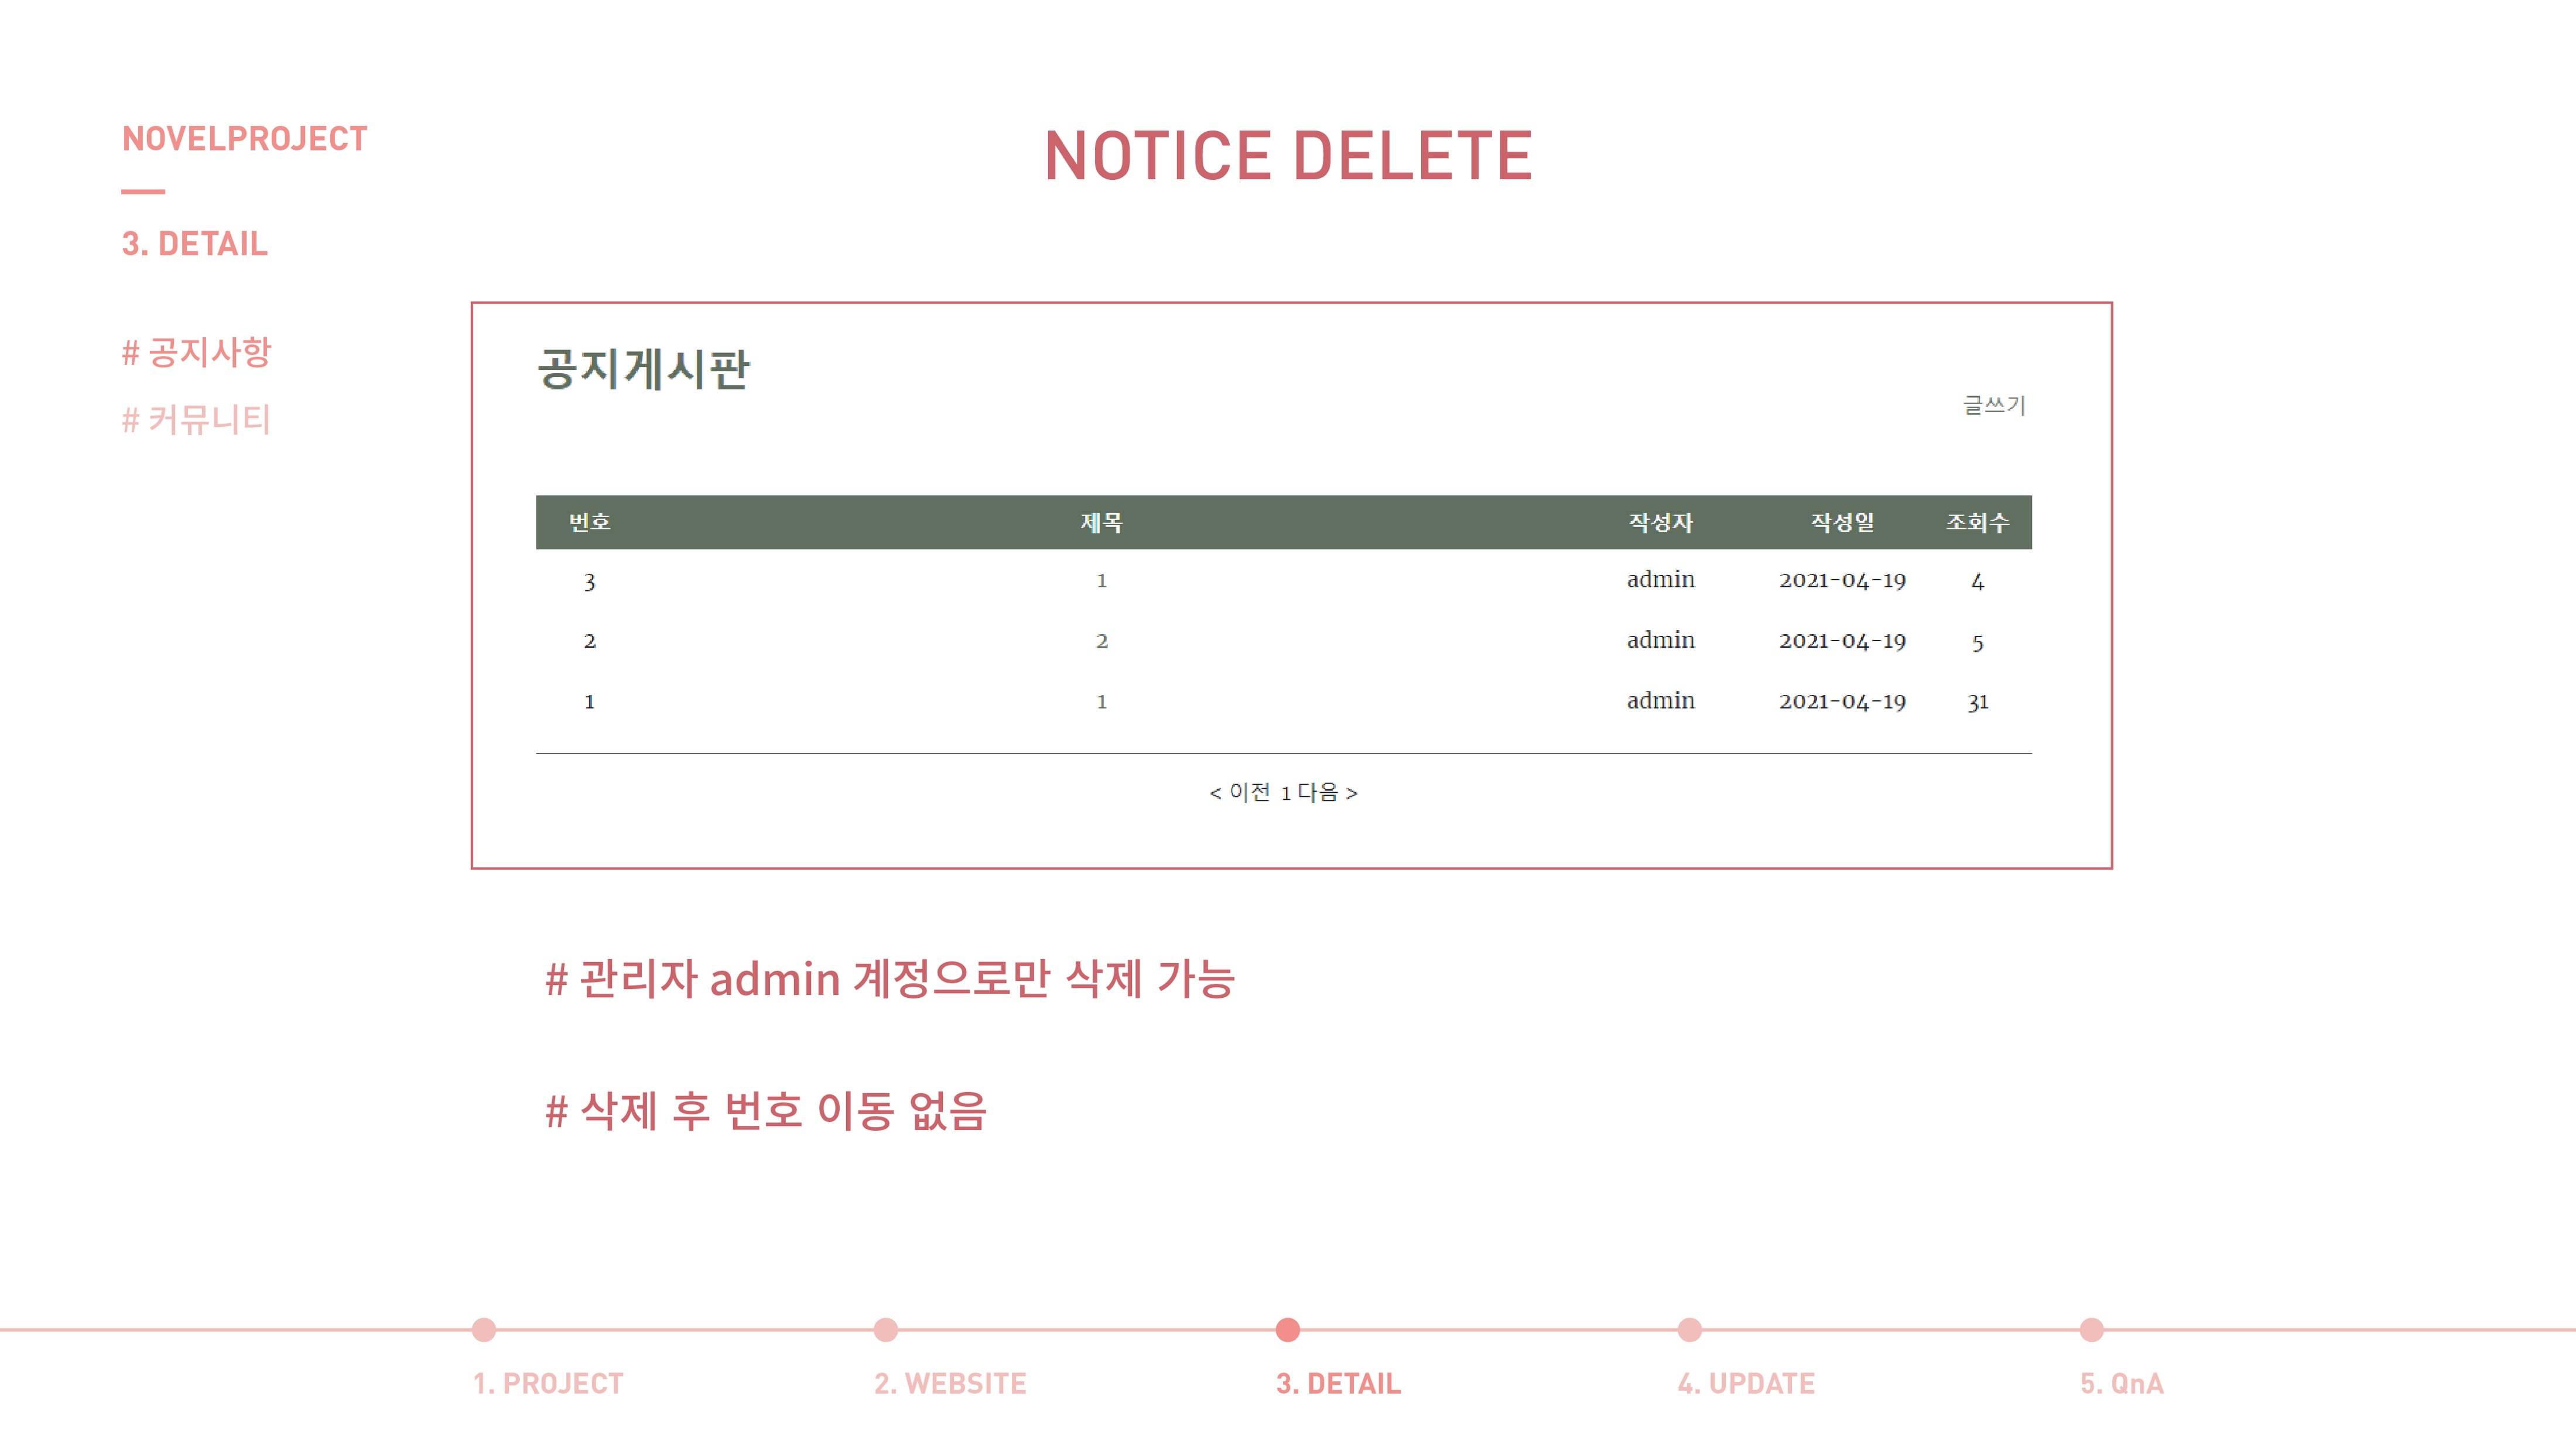 NOVELPROJECT
3. DETAIL
# 공지사항
# 커뮤니티
NOTICE DELETE
공지게시판
글쓰기
번호 제목 작성자 작성일 조회수
3 1 admin 2021-04-19 4
2 2 admin 2021-04-19 5
1 1 admin 2021-04-19 31
< 이전 1 다음 >
# 관리자 admin 계정으로만 삭제 가능
# 삭제 후 번호 이동 없음
1. PROJECT 2. WEBSITE 3. DETAIL 4. UPDATE 5. QnA